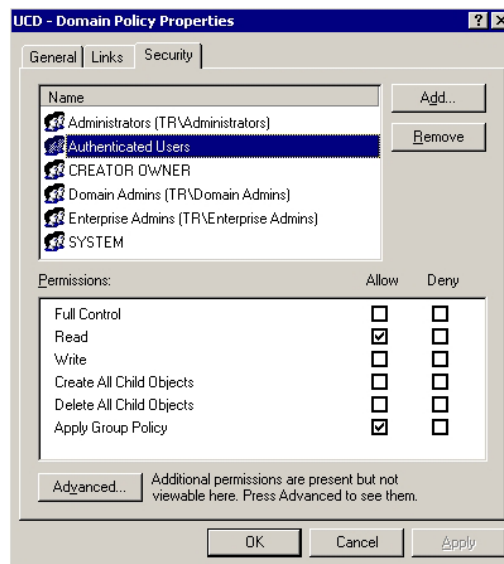 UCD - Domain Policy Properties
General Links Security
Name
Administrators (TR\Administrators)
Authenticated Users
CREATOR OWNER
Domain Admins (TR\Domain Admins)
Enterprise Admins (TR\Enterprise Admins)
SYSTEM
Add...
Remove
Permissions: Allow Deny
Full Control
Read
Write
Create All Child Objects
Delete All Child Objects
Apply Group Policy
Advanced...
Additional permissions are present but not
viewable here. Press Advanced to see them.
OK Cancel Apply